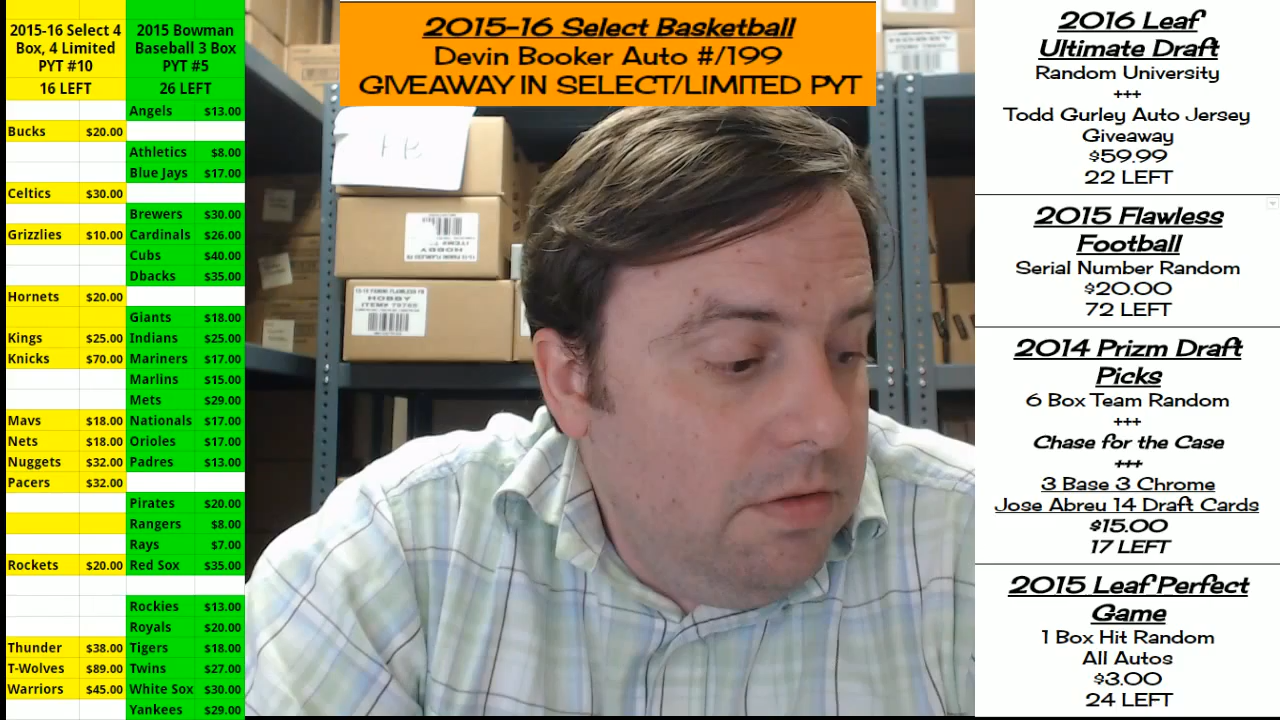 2015-16 Select 4
Box, 4 Limited
PYT #10
16 LEFT
Bucks $20.00
Celtics $30.00
Grizzlies $10.00
Hornets $20.00
Kings $25.00
Knicks $70.00
Mavs $18.00
Nets $18.00
Nuggets $32.00
Pacers $32.00
Rockets $20.00
Thunder $38.00
T-Wolves $89.00
Warriors $45.00
2015 Bowman
Baseball 3 Box
PYT #5
26 LEFT
Angels $13.00
Athletics $8.00
Blue Jays $17.00
Brewers $30.00
Cardinals $26.00
Cubs $40.00
Dbacks $35.00
Giants $18.00
Indians $25.00
Mariners $17.00
Marlins $15.00
Mets $29.00
Nationals $17.00
Orioles $17.00
Padres $13.00
Pirates $20.00
Rangers $8.00
Rays $7.00
Red Sox $35.00
Rockies $13.00
Royals $20.00
Tigers $18.00
Twins $27.00
White Sox $30.00
Yankees $29.00
2015-16 Select Basketball
Devin Booker Auto #/199
GIVEAWAY IN SELECT/LIMITED PYT
HOBBY
HOBBY
2016 Leaf
Ultimate Draft
Random University
+++
Todd Gurley Auto Jersey
Giveaway
$59.99
22 LEFT
2015 Flawless
Football
Serial Number Random
$20.00
72 LEFT
2014 Prizm Draft
Picks
6 Box Team Random
+++
Chase for the Case
+++
3 Base 3 Chrome
Jose Abreu 14 Draft Cards
$15.00
17 LEFT
2015 Leaf Perfect
Game
1 Box Hit Random
All Autos
$3.00
24 LEFT